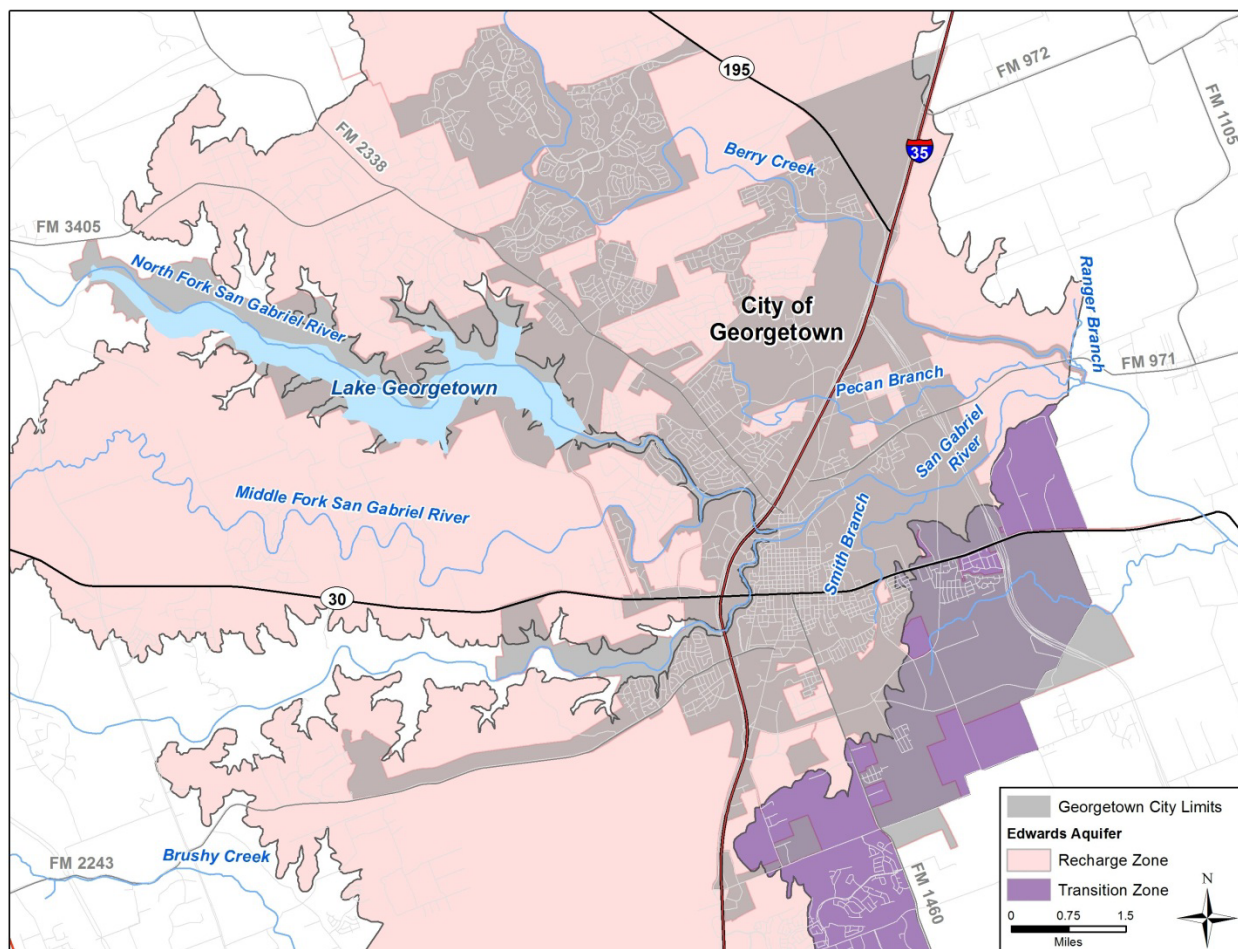 195
FM 972
FM 1105
FM 2338
35
Berry Creek
FM 3405
North Fork San Gabriel River
Ranger Branch
City of
Georgetown
FM 971
Lake Georgetown
Pecan Branch
San Gabriel
River
Middle Fork San Gabriel River
Smith Branch
30
FM 2243
Brushy Creek
FM 1460
Georgetown City Limits
Edwards Aquifer
Recharge Zone
Transition Zone
N
0 0.75 1.5
Miles